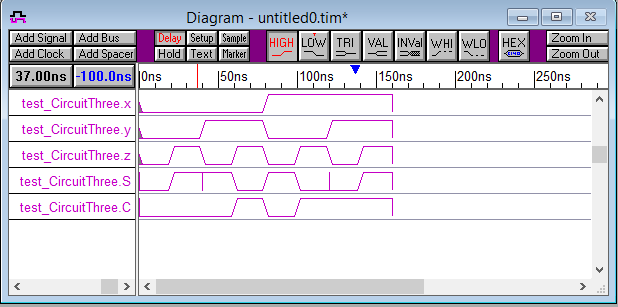 Diagram - untitled0.tim*
Add Signal Add Bus Delay Setup Sample HIGH LOW TRI VAL INVal WHI WLO HEX Zoom In
Add Clock Add Spacer Hold Text Marker Zoom Out
37.00ns -100.0ns 0ns 50ns 100ns 150ns 200ns 250ns
test_CircuitThree.x
test_CircuitThree.y
test_CircuitThree.z
test_CircuitThree.S
test_CircuitThree.C